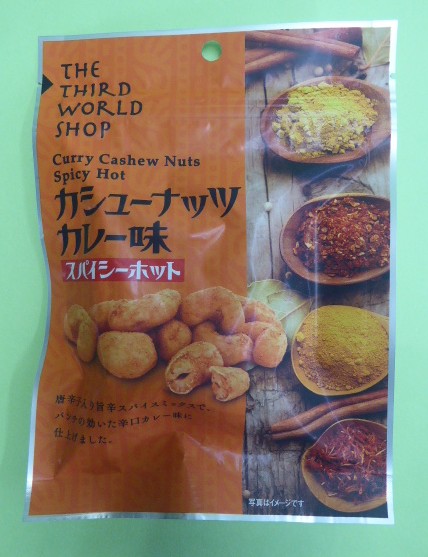 THE
THIRD
WORLD
SHOP
Curry Cashew Nuts
Spicy Hot
カシューナッツ
カレー味
スパイシーホット
唐辛子入り旨辛スパイスミックスで、
パンチの効いた辛口カレー味に
仕上げました。
写真はイメージです